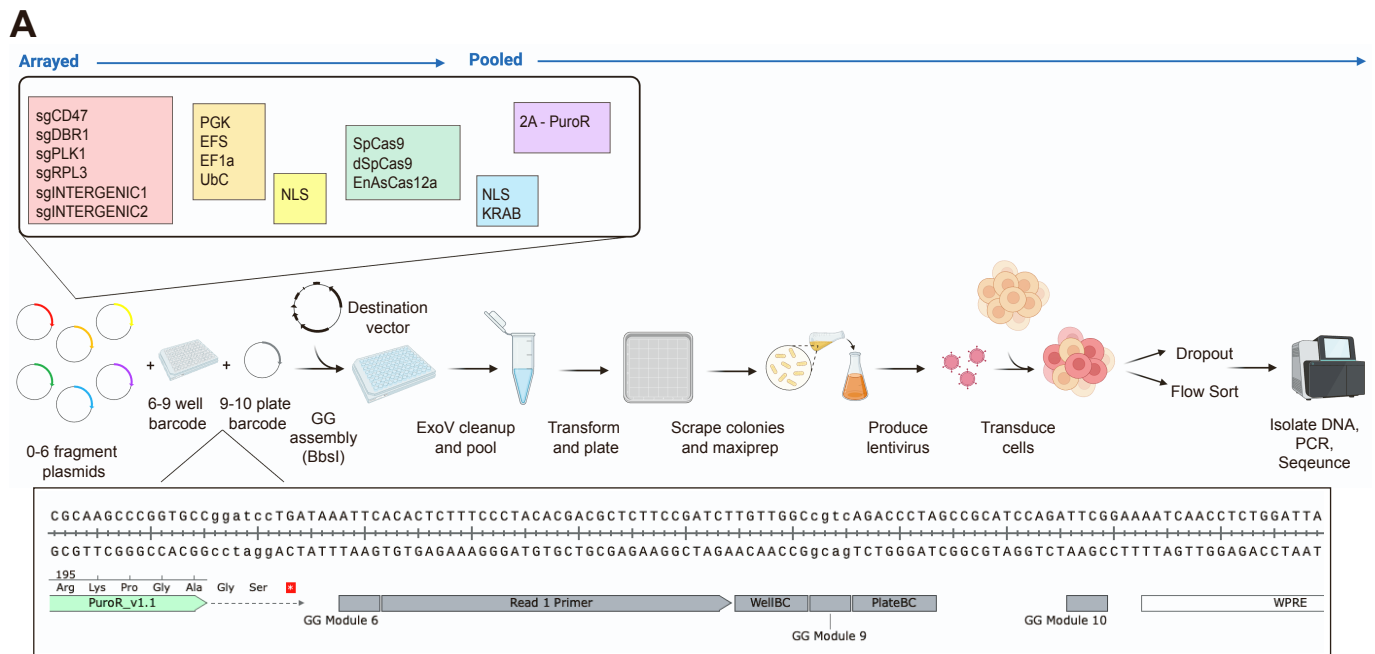 A
Arrayed
Pooled
sgCD47
sgDBR1
sgPLK1
sgRPL3
sgINTERGENIC1
sgINTERGENIC2
PGK
EFS
EF1a
UbC
NLS
SpCas9
dSpCas9
EnAsCas12a
2A - PuroR
NLS
KRAB
0-6 fragment
plasmids
+
6-9 well
barcode
+
9-10 plate
barcode
Destination
vector
GG
assembly
(BbsI)
ExoV cleanup
and pool
Transform
and plate
Scrape colonies
and maxiprep
Produce
lentivirus
Transduce
cells
Dropout
Flow Sort
Isolate DNA,
PCR,
Seqeunce
CGCAAGCCCGGTGCCggatccTGATAAATTCACACTCTTTCCCTACACGACGCTCTTCCGATCTTGTTGGCcgtcAGACCCTAGCCGCATCCAGATTCGGAAAATCAACCTCTGGATTA
GCGTTCGGGCCACGGcctaggACTATTTAAGTGTGAGAAAGGGATGTGCTGCGAGAAGGCTAGAACAACCGgcagTCTGGGATCGGCGTAGGTCTAAGCCTTTTAGTTGGAGACCTAAT
195
Arg Lys Pro Gly Ala Gly Ser *
PuroR_v1.1
GG Module 6
Read 1 Primer
WellBC
GG Module 9
PlateBC
GG Module 10
WPRE